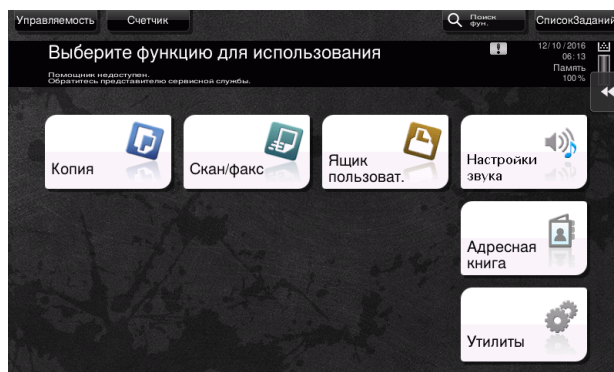 Управляемость
Счетчик
Поиск
фун.
СписокЗаданий
Выберите функцию для использования
12/10/2016
06:13
Память
100%
Помощник недоступен.
Обратитесь представителю сервисной службы.
Копия
Скан/факс
Ящик
пользоват.
Настройки
звука
Адресная
книга
Утилиты